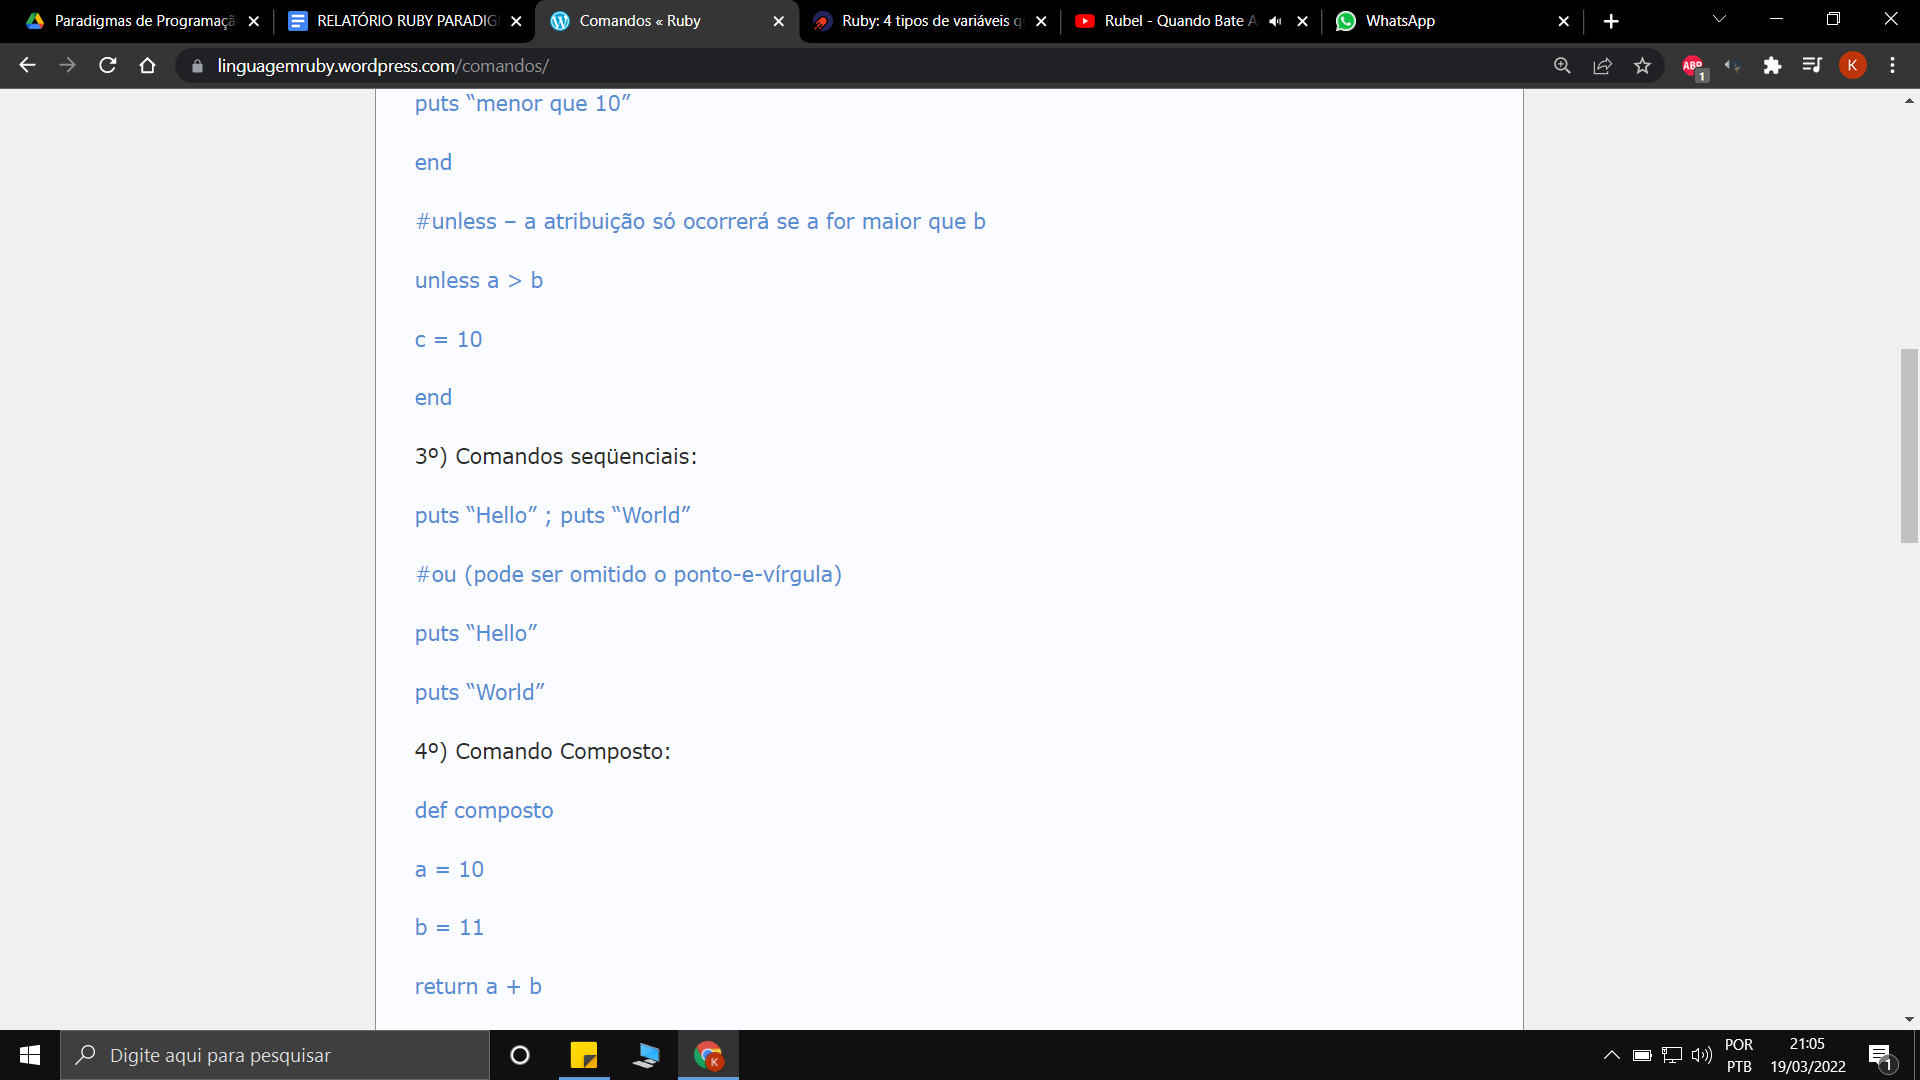 Paradigmas de Programaçã
RELATÓRIO RUBY PARADIG
Comandos « Ruby
Ruby: 4 tipos de variáveis q
Rubel - Quando Bate A
WhatsApp
linguagemruby.wordpress.com/comandos/
ABP
1
K
puts “menor que 10”
end
#unless – a atribuição só ocorrerá se a for maior que b
unless a > b
c = 10
end
3º) Comandos seqüenciais:
puts “Hello” ; puts “World”
#ou (pode ser omitido o ponto-e-vírgula)
puts “Hello”
puts “World”
4º) Comando Composto:
def composto
a = 10
b = 11
return a + b
Digite aqui para pesquisar
K
POR
PTB
21:05
19/03/2022
1